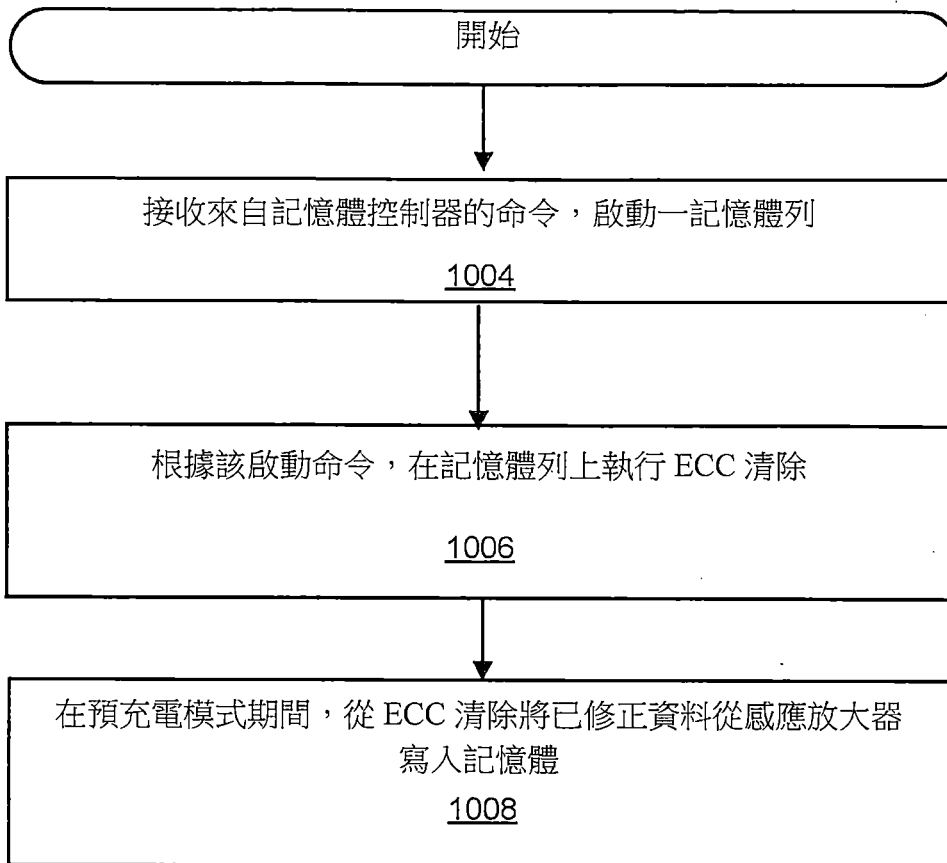 開始
接收來自記憶體控制器的命令，啟動一記憶體列
1004
根據該啟動命令，在記憶體列上執行 ECC 清除
1006
在預充電模式期間，從 ECC 清除將已修正資料從感應放大器
寫入記憶體
1008